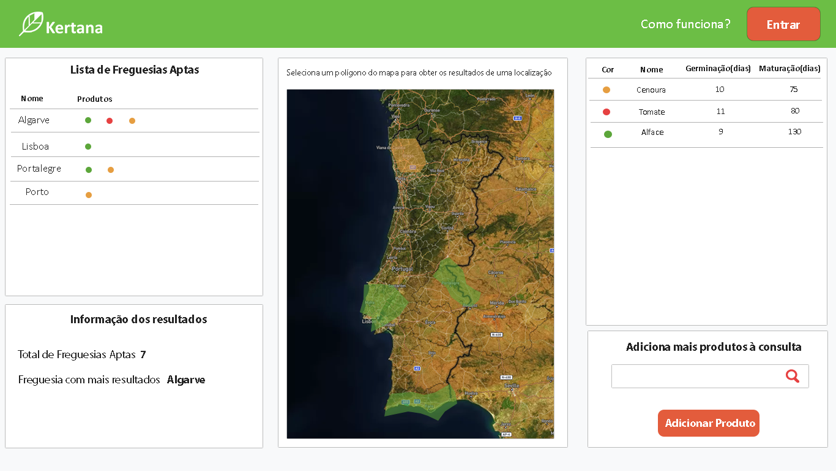 Kertana
Como funciona?
Entrar
Lista de Freguesias Aptas
Nome Produtos
Algarve
Lisboa
Portalegre
Porto
Informação dos resultados
Total de Freguesias Aptas 7
Freguesia com mais resultados Algarve
Seleciona um polígono do mapa para obter os resultados de uma localização
Portugal
Cor Nome Germinação(dias) Maturação(dias)
Cenoura 10 75
Tomate 11 80
Alface 9 130
Adiciona mais produtos à consulta
Adicionar Produto